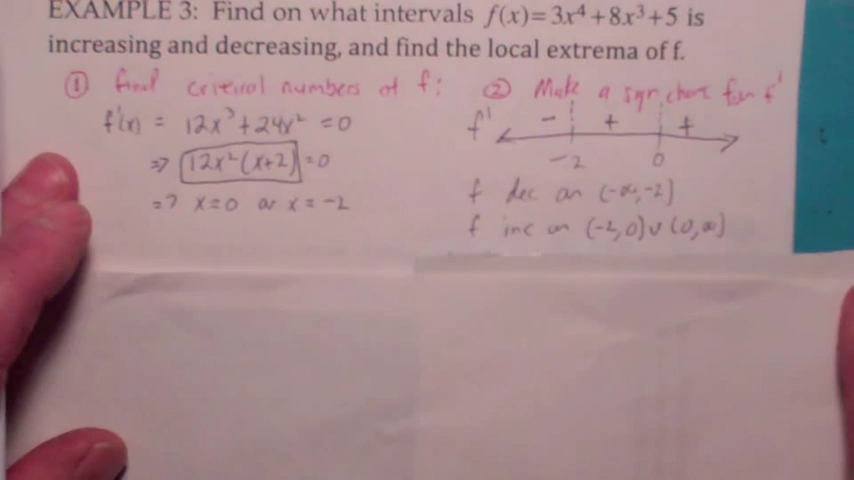 EXAMPLE 3: Find on what intervals f(x)=3x⁴+8x³+5 is
increasing and decreasing, and find the local extrema of f.
① find critical numbers of f:
f'(x) = 12x³+24x² =0
⇒ 12x²(x+2)=0
⇒ x=0 or x=-2
② Make a sgn. chart for f'
f' - + +
-2 0
f dec on (-∞,-2)
f inc on (-2,0)∪(0,∞)